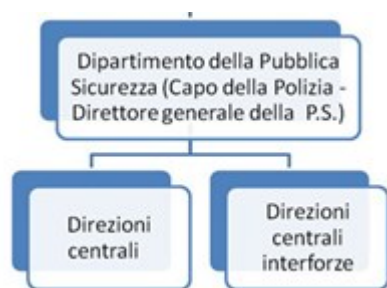 Dipartimento della Pubblica
Sicurezza (Capo della Polizia -
Direttore generale della P.S.)
Direzioni
centrali
Direzioni
centrali
interforze